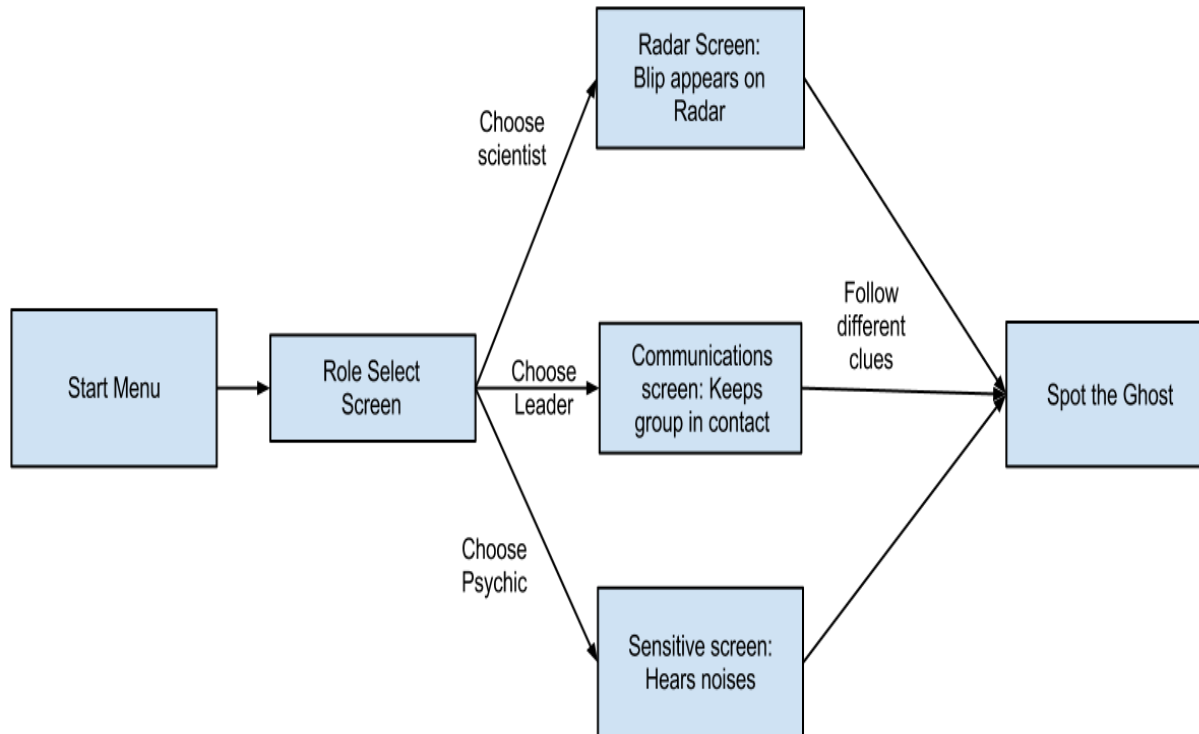 Start Menu
Role Select
Screen
Choose
scientist
Choose
Leader
Choose
Psychic
Radar Screen:
Blip appears on
Radar
Communications
screen: Keeps
group in contact
Sensitive screen:
Hears noises
Follow
different
clues
Spot the Ghost